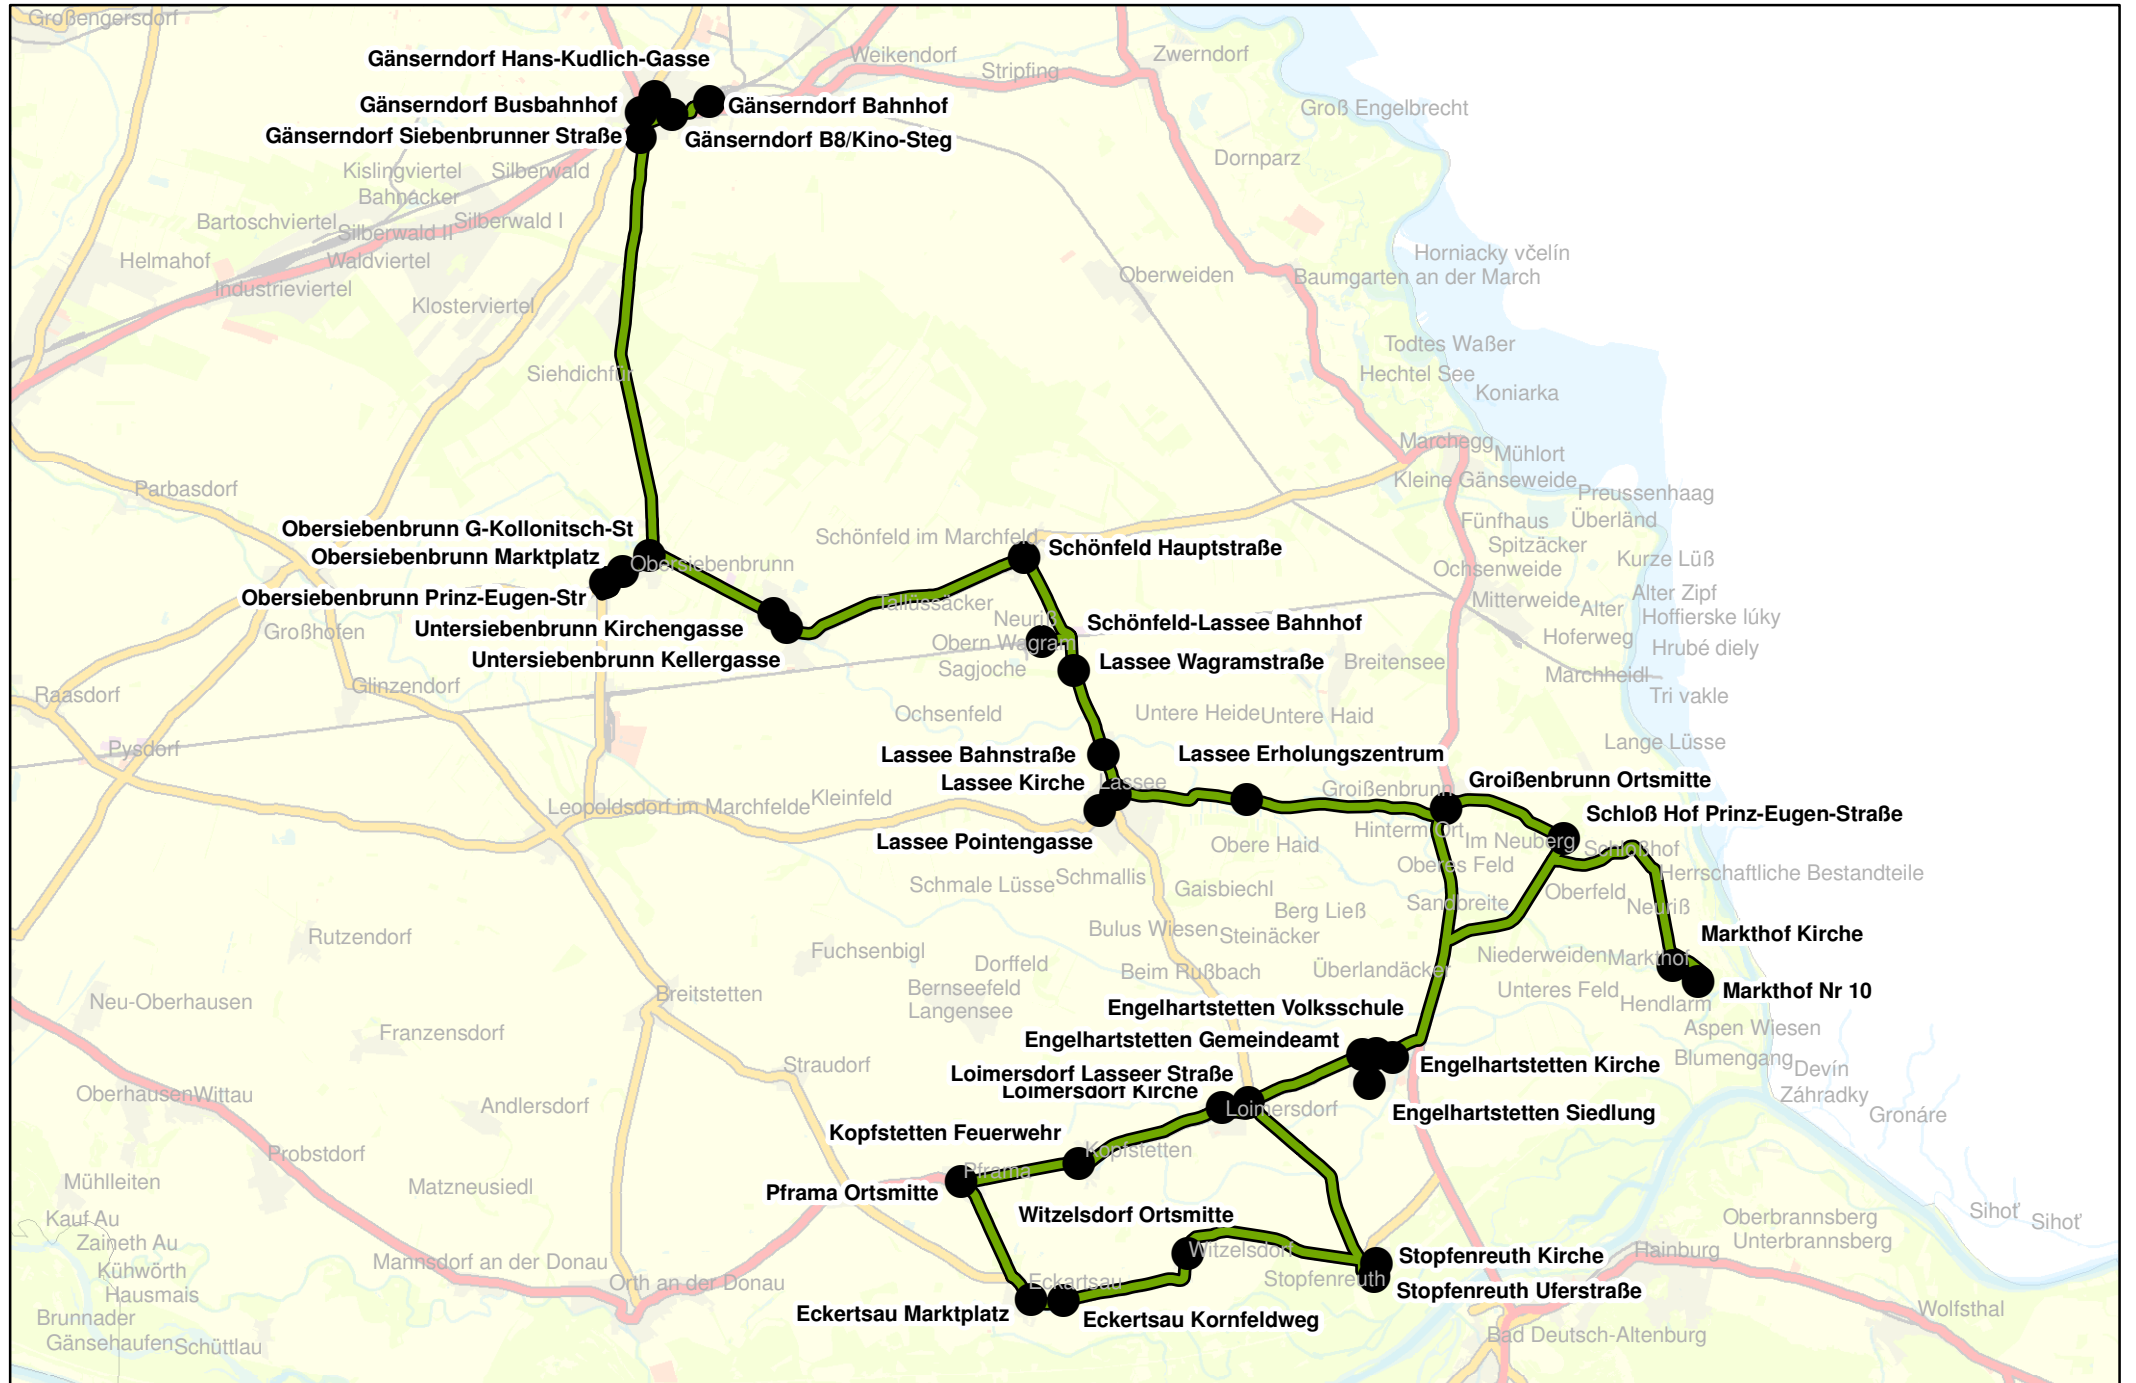 Großengersdorf
Gänserndorf Hans-Kudlich-Gasse
Weikendorf
Stripfing
Zwerndorf
Gänserndorf Busbahnhof
Gänserndorf Bahnhof
Groß Engelbrecht
Gänserndorf Siebenbrunner Straße
Gänserndorf B8/Kino-Steg
Dornparz
Kislingviertel
Silberwald
Bahnäcker
Bartoschviertel
Silberwald II
Silberwald I
Helmahof
Waldviertel
Horniacky včelín
Oberweiden
Baumgarten an der March
Industrieviertel
Klosterviertel
Todtes Waßer
Siehdichfür
Hechtel See
Koniarka
Marchegg
Mühlort
Kleine Gänseweide
Parbasdorf
Preussenhaag
Obersiebenbrunn G-Kollonitsch-St
Schönfeld im Marchfeld
Fünfhaus
Überländ
Schönfeld Hauptstraße
Spitzäcker
Obersiebenbrunn Marktplatz
Obersiebenbrunn
Kurze Lüß
Ochsenweide
Obersiebenbrunn Prinz-Eugen-Str
Tallüssäcker
Mitterweide
Alter Zipf
Alter
Großhofen
Untersiebenbrunn Kirchengasse
Neuriß
Schönfeld-Lassee Bahnhof
Hoffierske lúky
Obern Wagram
Hoferweg
Hrubé diely
Untersiebenbrunn Kellergasse
Sagjoche
Lassee Wagramstraße
Breitensee
Marchheidl
Raasdorf
Glinzendorf
Tri vakle
Ochsenfeld
Untere Heide
Untere Haid
Pysdorf
Lassee Bahnstraße
Lassee Erholungszentrum
Lange Lüsse
Lassee Kirche
Lassee
Groißenbrunn
Groißenbrunn Ortsmitte
Leopoldsdorf im Marchfelde
Kleinfeld
Schloß Hof Prinz-Eugen-Straße
Lassee Pointengasse
Obere Haid
Hinterm Ort
Im Neuberg
Schloßhof
Oberes Feld
Schmale Lüsse
Schmallis
Gaisbiechl
Herrschaftliche Bestandteile
Oberfeld
Sandbreite
Berg Ließ
Neuriß
Bulus Wiesen
Steinäcker
Rutzendorf
Fuchsenbigl
Markthof Kirche
Dorffeld
Beim Rußbach
Überlandäcker
Niederweiden
Markthof
Bernseefeld
Unteres Feld
Markthof Nr 10
Neu-Oberhausen
Breitstetten
Langensee
Engelhartstetten Volksschule
Hendlarm
Franzensdorf
Engelhartstetten Gemeindeamt
Aspen Wiesen
Straudorf
Loimersdorf Lasseer Straße
Engelhartstetten Kirche
Blumengang
Devín
Loimersdorf Kirche
Oberhausen
Wittau
Andlersdorf
Loimersdorf
Engelhartstetten Siedlung
Záhradky
Gronáre
Kopfstetten Feuerwehr
Kopfstetten
Probstdorf
Pframa
Mühlleiten
Matzneusiedl
Pframa Ortsmitte
Witzelsdorf Ortsmitte
Sihoť
Sihoť
Kauf Au
Oberbrannsberg
Zaineth Au
Unterbrannsberg
Witzelsdorf
Stopfenreuth Kirche
Hainburg
Mannsdorf an der Donau
Kühwörth
Orth an der Donau
Eckartsau
Stopfenreuth
Hausmais
Stopfenreuth Uferstraße
Brunnader
Eckertsau Marktplatz
Eckertsau Kornfeldweg
Wolfsthal
Gänsehaufen
Schüttlau
Bad Deutsch-Altenburg